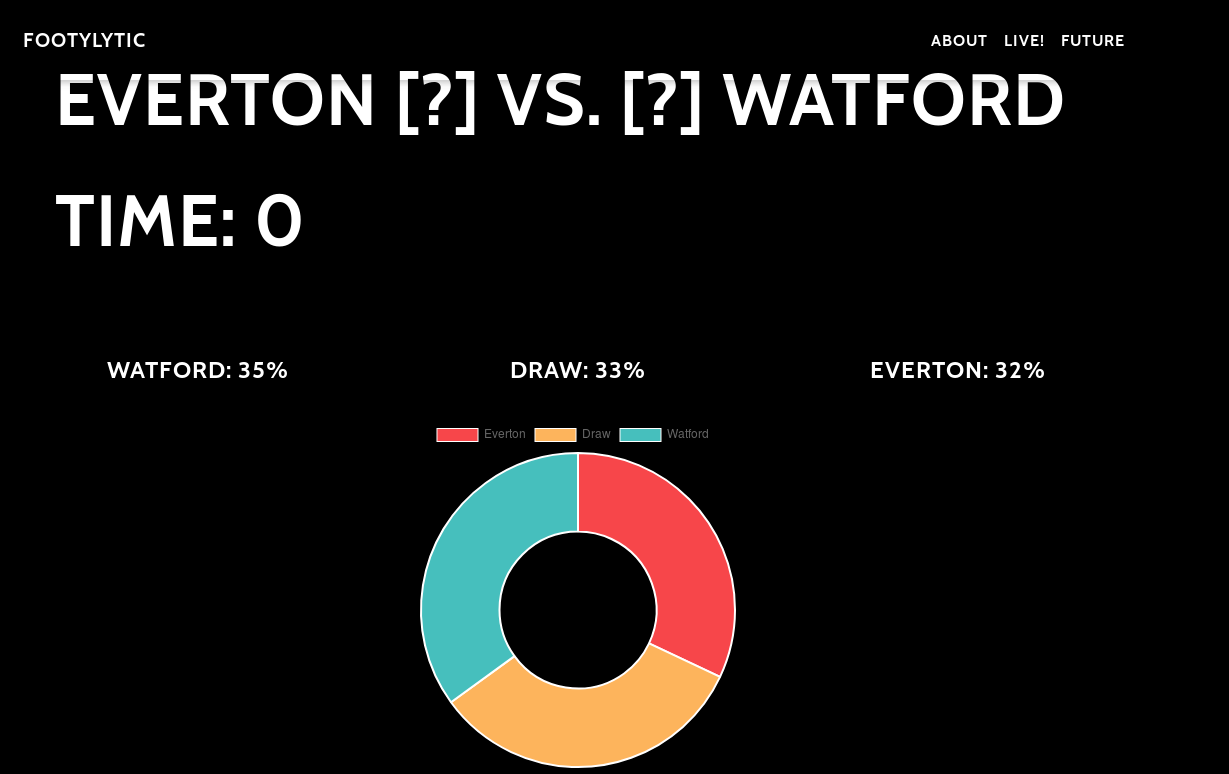 FOOTYLYTIC ABOUT LIVE! FUTURE
EVERTON [?] VS. [?] WATFORD
TIME: 0
WATFORD: 35% DRAW: 33% EVERTON: 32%
Everton Draw Watford